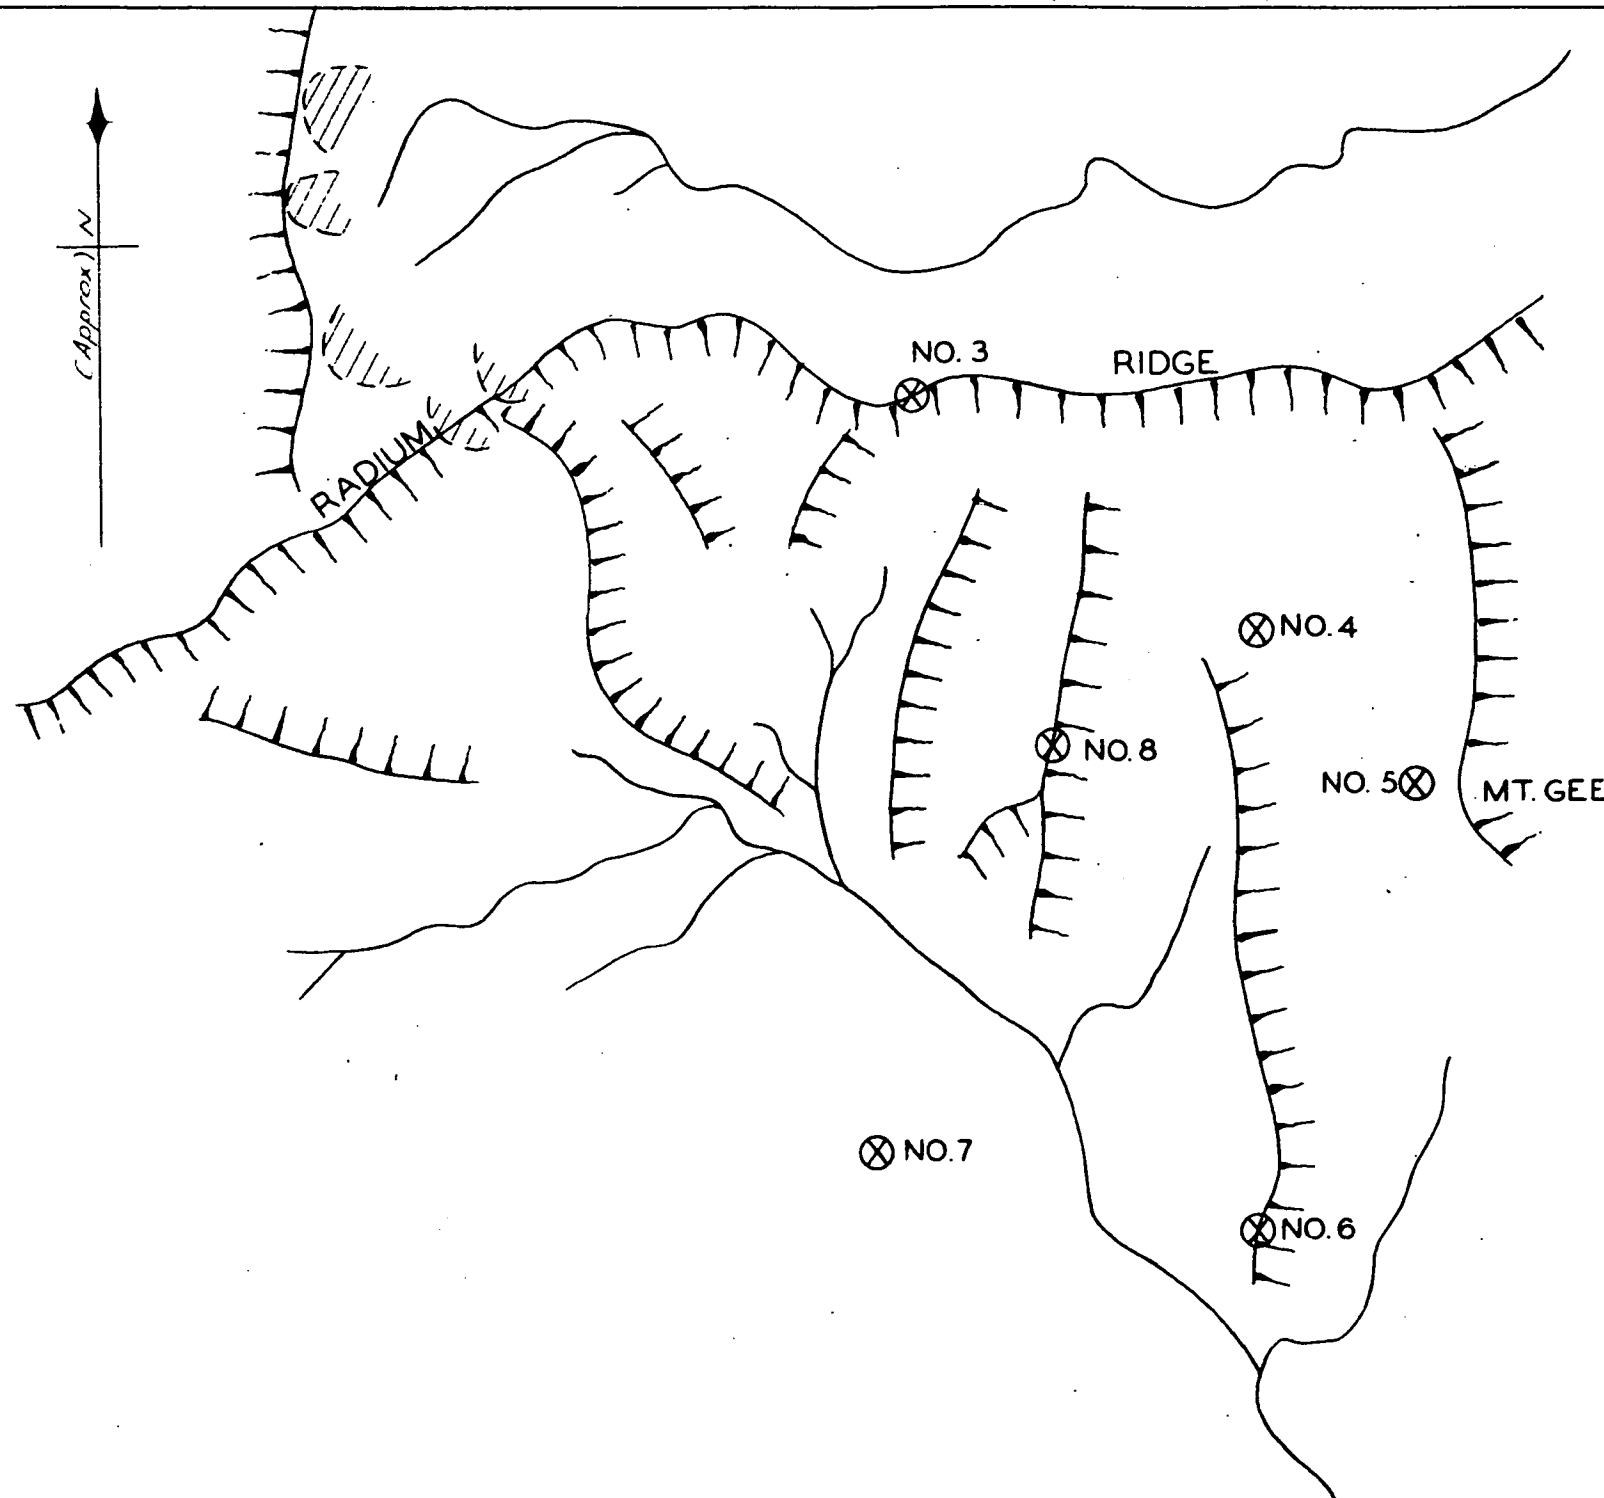 N
(Approx)
NO. 3
RIDGE
RADIUM
NO. 4
NO. 8
NO. 5
MT. GEE
NO. 7
NO. 6